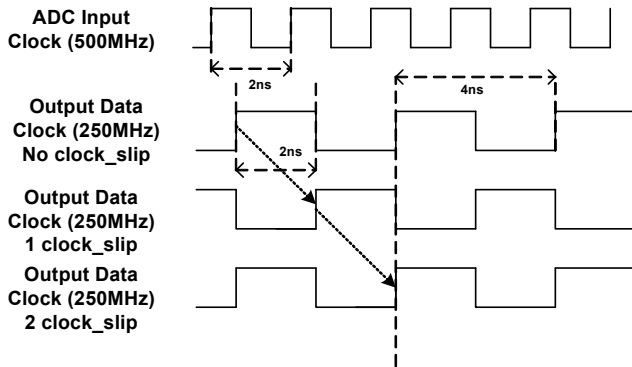 ADC Input
Clock (500MHz)
2ns
4ns
Output Data
Clock (250MHz)
No clock_slip
2ns
Output Data
Clock (250MHz)
1 clock_slip
Output Data
Clock (250MHz)
2 clock_slip